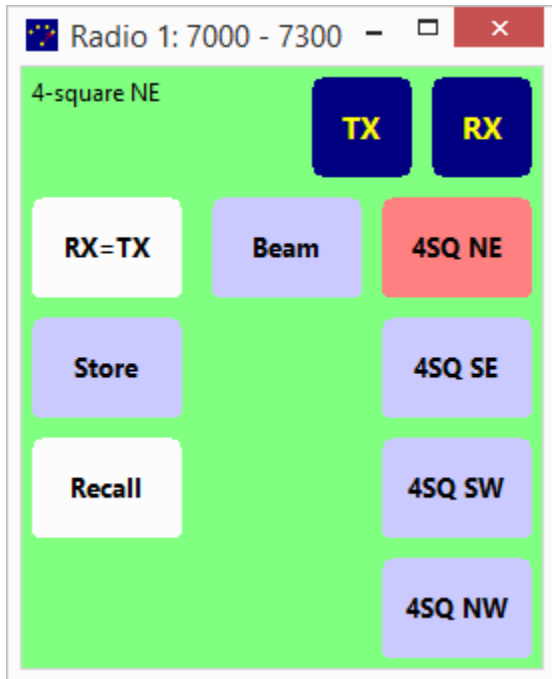 Radio 1: 7000 - 7300
4-square NE
TX RX
RX=TX Beam 4SQ NE
Store 4SQ SE
Recall 4SQ SW
4SQ NW